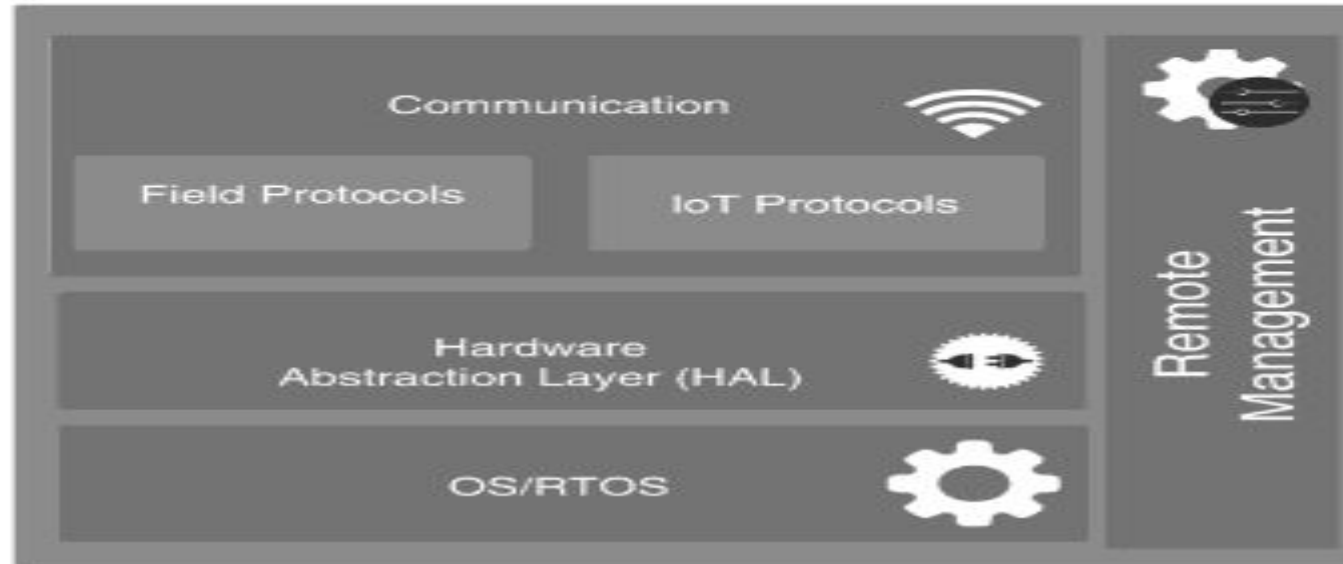 Communication
Field Protocols
IoT Protocols
Hardware
Abstraction Layer (HAL)
OS/RTOS
Remote
Management